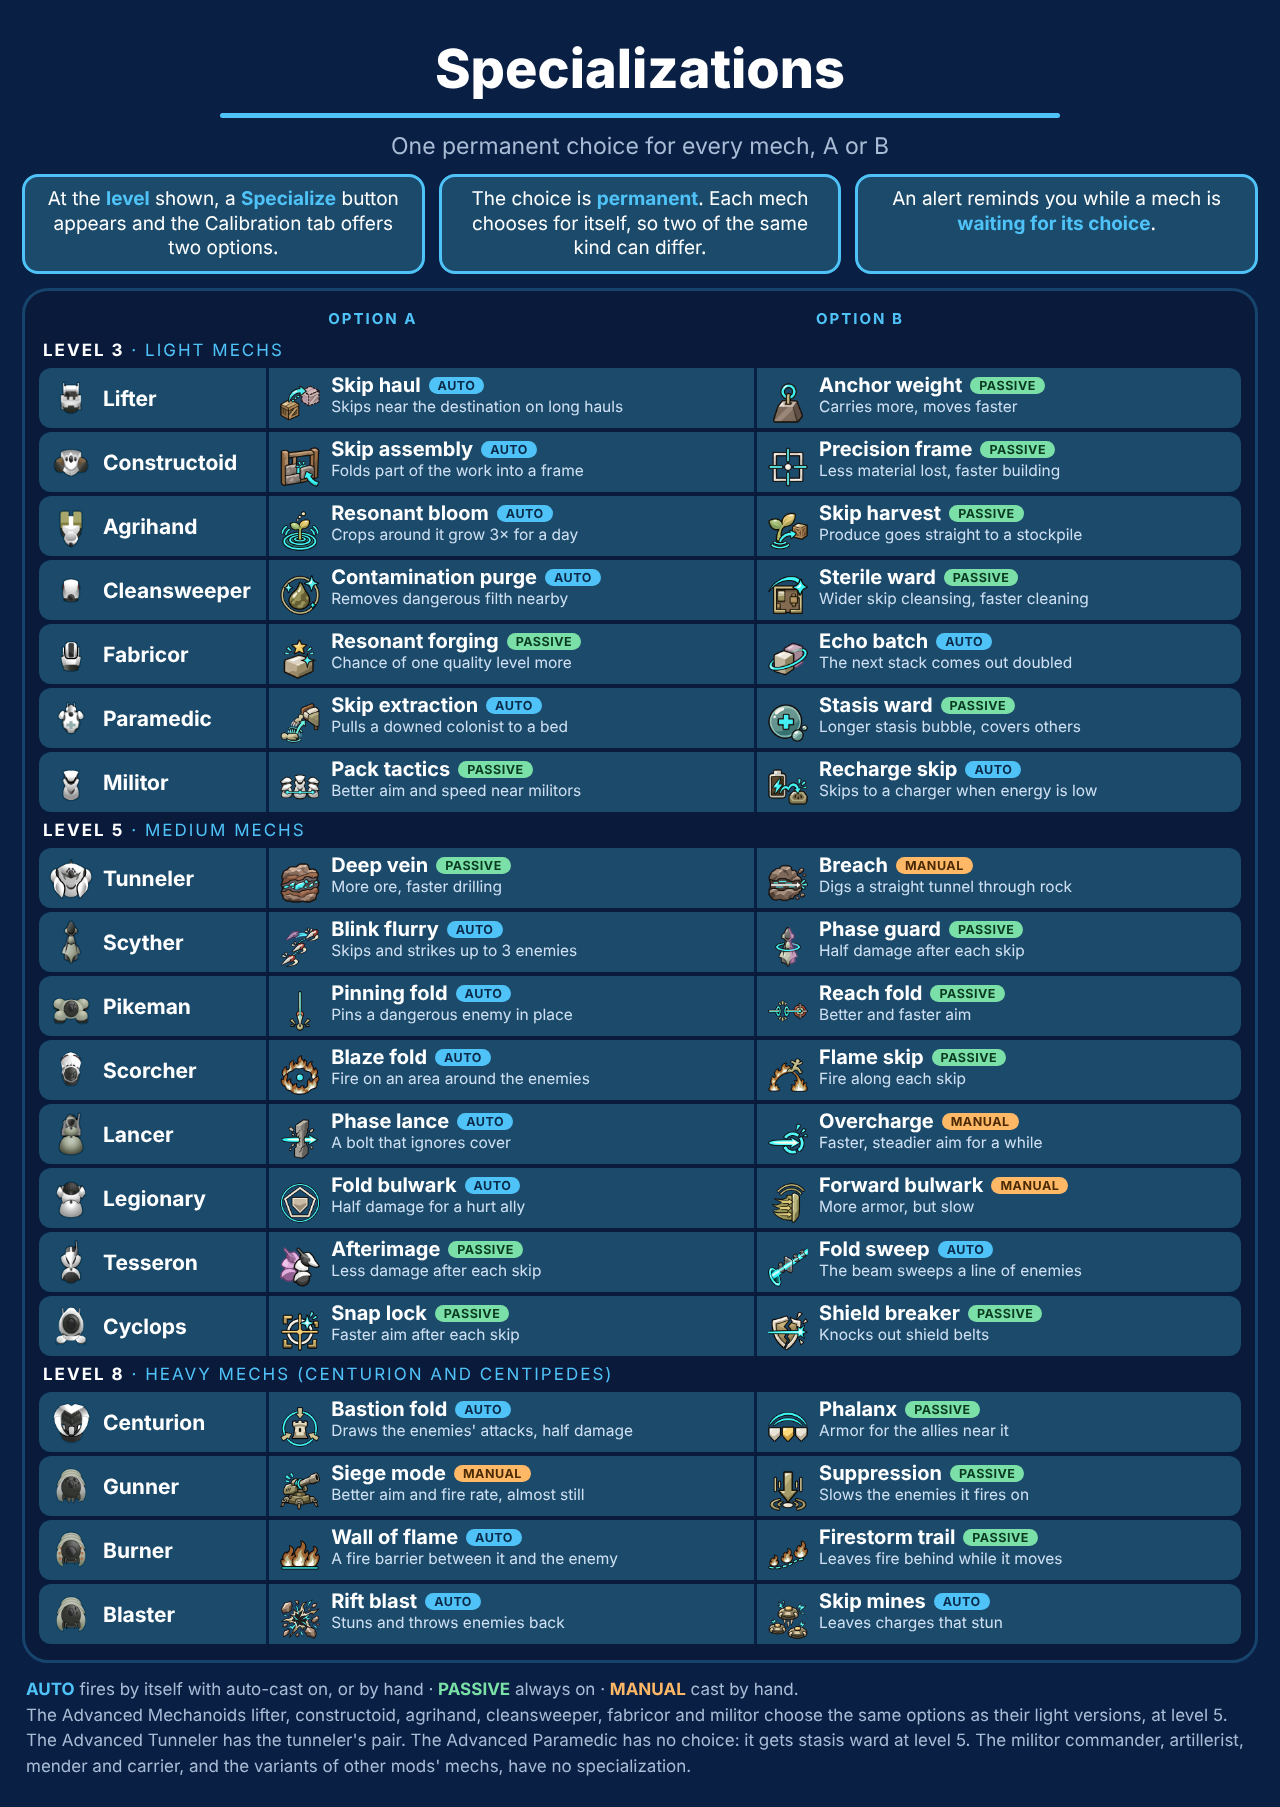 Specializations
One permanent choice for every mech, A or B
At the level shown, a Specialize button
appears and the Calibration tab offers
two options.
The choice is permanent. Each mech
chooses for itself, so two of the same
kind can differ.
An alert reminds you while a mech is
waiting for its choice.
OPTION A
OPTION B
LEVEL 3 · LIGHT MECHS
Lifter
Skip haul AUTO
Skips near the destination on long hauls
Anchor weight PASSIVE
Carries more, moves faster
Constructoid
Skip assembly AUTO
Folds part of the work into a frame
Precision frame PASSIVE
Less material lost, faster building
Agrihand
Resonant bloom AUTO
Crops around it grow 3× for a day
Skip harvest PASSIVE
Produce goes straight to a stockpile
Cleansweeper
Contamination purge AUTO
Removes dangerous filth nearby
Sterile ward PASSIVE
Wider skip cleansing, faster cleaning
Fabricor
Resonant forging PASSIVE
Chance of one quality level more
Echo batch AUTO
The next stack comes out doubled
Paramedic
Skip extraction AUTO
Pulls a downed colonist to a bed
Stasis ward PASSIVE
Longer stasis bubble, covers others
Militor
Pack tactics PASSIVE
Better aim and speed near militors
Recharge skip AUTO
Skips to a charger when energy is low
LEVEL 5 · MEDIUM MECHS
Tunneler
Deep vein PASSIVE
More ore, faster drilling
Breach MANUAL
Digs a straight tunnel through rock
Scyther
Blink flurry AUTO
Skips and strikes up to 3 enemies
Phase guard PASSIVE
Half damage after each skip
Pikeman
Pinning fold AUTO
Pins a dangerous enemy in place
Reach fold PASSIVE
Better and faster aim
Scorcher
Blaze fold AUTO
Fire on an area around the enemies
Flame skip PASSIVE
Fire along each skip
Lancer
Phase lance AUTO
A bolt that ignores cover
Overcharge MANUAL
Faster, steadier aim for a while
Legionary
Fold bulwark AUTO
Half damage for a hurt ally
Forward bulwark MANUAL
More armor, but slow
Tesseron
Afterimage PASSIVE
Less damage after each skip
Fold sweep AUTO
The beam sweeps a line of enemies
Cyclops
Snap lock PASSIVE
Faster aim after each skip
Shield breaker PASSIVE
Knocks out shield belts
LEVEL 8 · HEAVY MECHS (CENTURION AND CENTIPEDES)
Centurion
Bastion fold AUTO
Draws the enemies' attacks, half damage
Phalanx PASSIVE
Armor for the allies near it
Gunner
Siege mode MANUAL
Better aim and fire rate, almost still
Suppression PASSIVE
Slows the enemies it fires on
Burner
Wall of flame AUTO
A fire barrier between it and the enemy
Firestorm trail PASSIVE
Leaves fire behind while it moves
Blaster
Rift blast AUTO
Stuns and throws enemies back
Skip mines AUTO
Leaves charges that stun
AUTO fires by itself with auto-cast on, or by hand · PASSIVE always on · MANUAL cast by hand.
The Advanced Mechanoids lifter, constructoid, agrihand, cleansweeper, fabricor and militor choose the same options as their light versions, at level 5.
The Advanced Tunneler has the tunneler's pair. The Advanced Paramedic has no choice: it gets stasis ward at level 5. The militor commander, artillerist,
mender and carrier, and the variants of other mods' mechs, have no specialization.